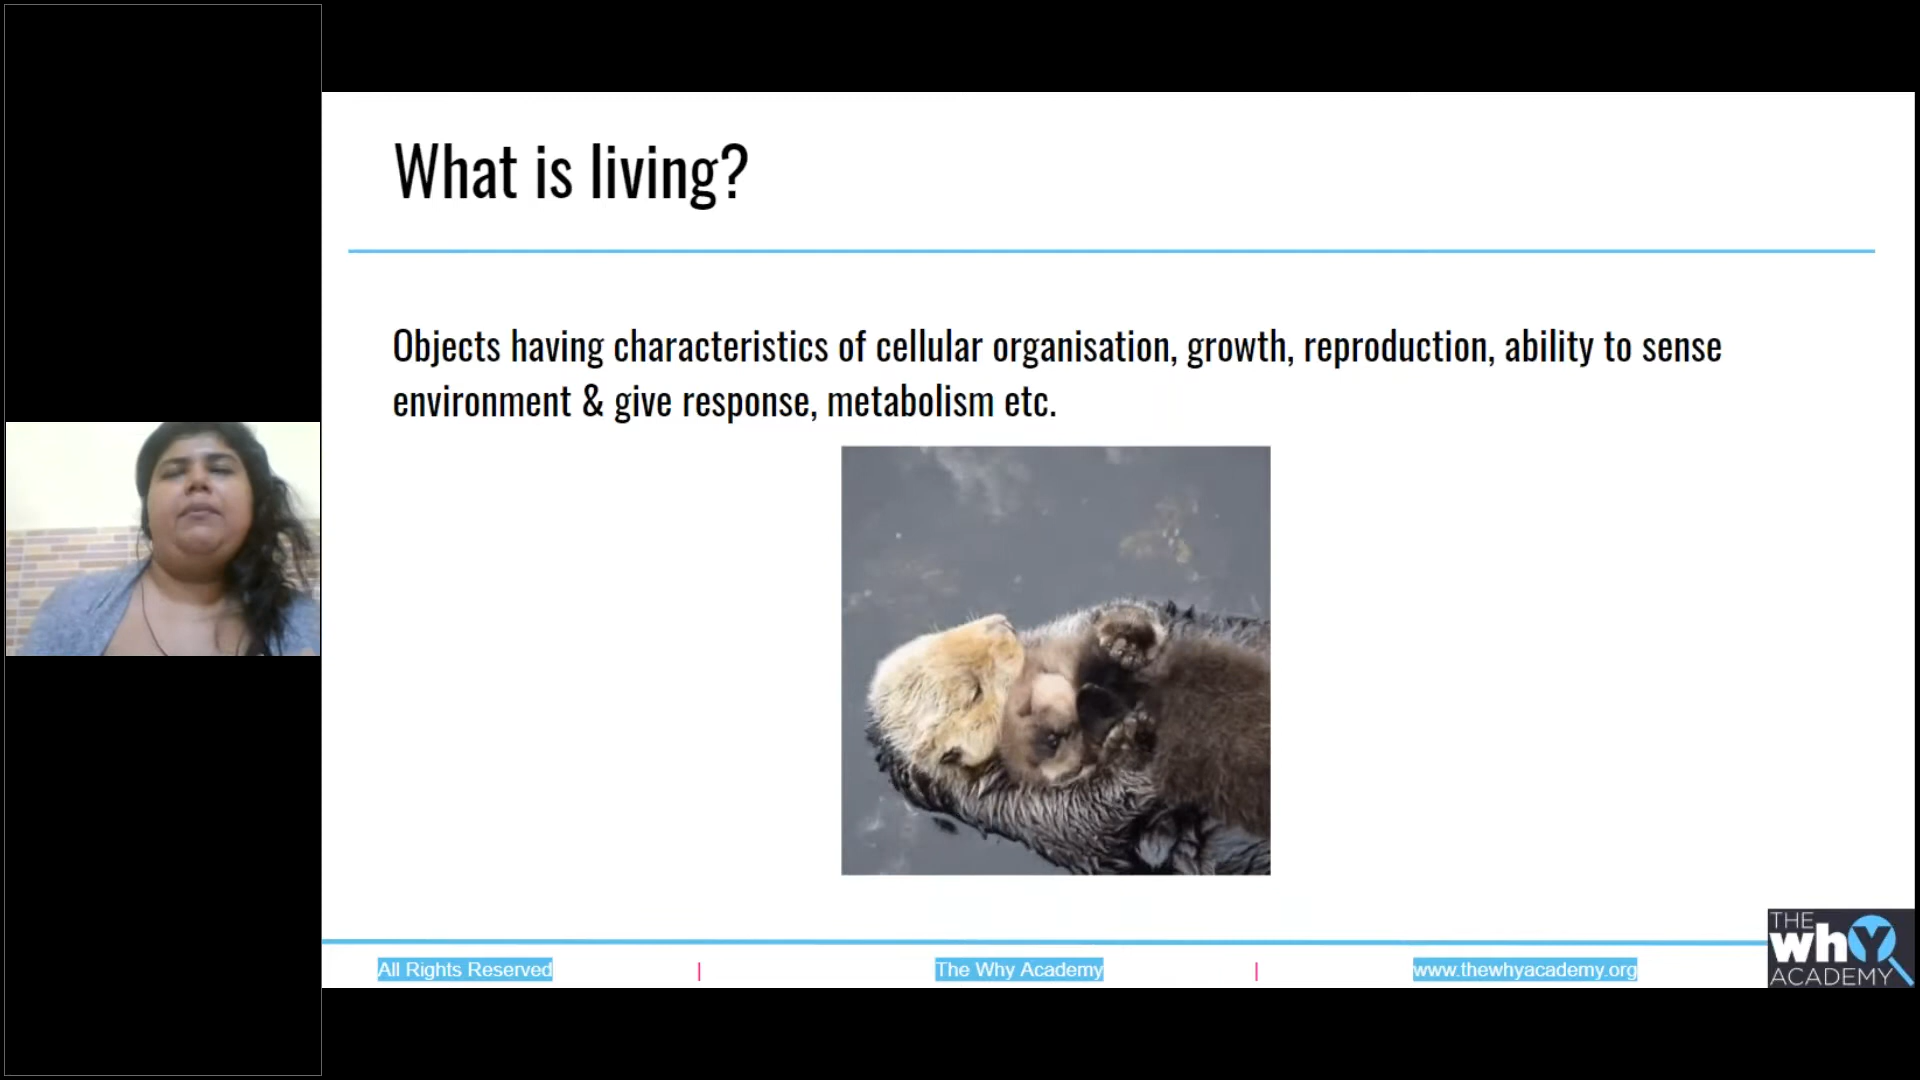 What is living?
Objects having characteristics of cellular organisation, growth, reproduction, ability to sense
environment & give response, metabolism etc.
All Rights Reserved | The Why Academy | www.thewhyacademy.org
THE
whY
ACADEMY